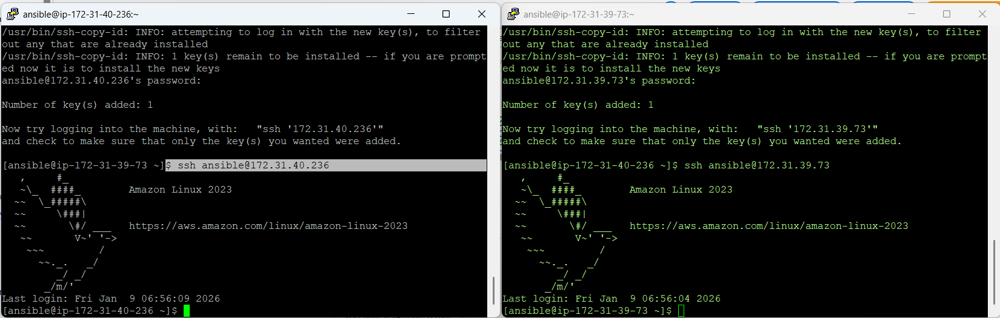 ansible@ip-172-31-40-236:~
/usr/bin/ssh-copy-id: INFO: attempting to log in with the new key(s), to filter
out any that are already installed
/usr/bin/ssh-copy-id: INFO: 1 key(s) remain to be installed -- if you are prompt
ed now it is to install the new keys
ansible@172.31.40.236's password:
Number of key(s) added: 1
Now try logging into the machine, with:   "ssh '172.31.40.236'"
and check to make sure that only the key(s) you wanted were added.
[ansible@ip-172-31-39-73 ~]$ ssh ansible@172.31.40.236
   ,     #_
   ~\_  ####_        Amazon Linux 2023
  ~~  \_#####\
  ~~     \###|
  ~~       \#/ ___   https://aws.amazon.com/linux/amazon-linux-2023
   ~~       V~' '->
    ~~~         /
      ~~._.   _/
         _/ _/
       _/m/'
Last login: Fri Jan  9 06:56:09 2026
[ansible@ip-172-31-40-236 ~]$
ansible@ip-172-31-39-73:~
/usr/bin/ssh-copy-id: INFO: attempting to log in with the new key(s), to filter
out any that are already installed
/usr/bin/ssh-copy-id: INFO: 1 key(s) remain to be installed -- if you are prompt
ed now it is to install the new keys
ansible@172.31.39.73's password:
Number of key(s) added: 1
Now try logging into the machine, with:   "ssh '172.31.39.73'"
and check to make sure that only the key(s) you wanted were added.
[ansible@ip-172-31-40-236 ~]$ ssh ansible@172.31.39.73
   ,     #_
   ~\_  ####_        Amazon Linux 2023
  ~~  \_#####\
  ~~     \###|
  ~~       \#/ ___   https://aws.amazon.com/linux/amazon-linux-2023
   ~~       V~' '->
    ~~~         /
      ~~._.   _/
         _/ _/
       _/m/'
Last login: Fri Jan  9 06:56:04 2026
[ansible@ip-172-31-39-73 ~]$